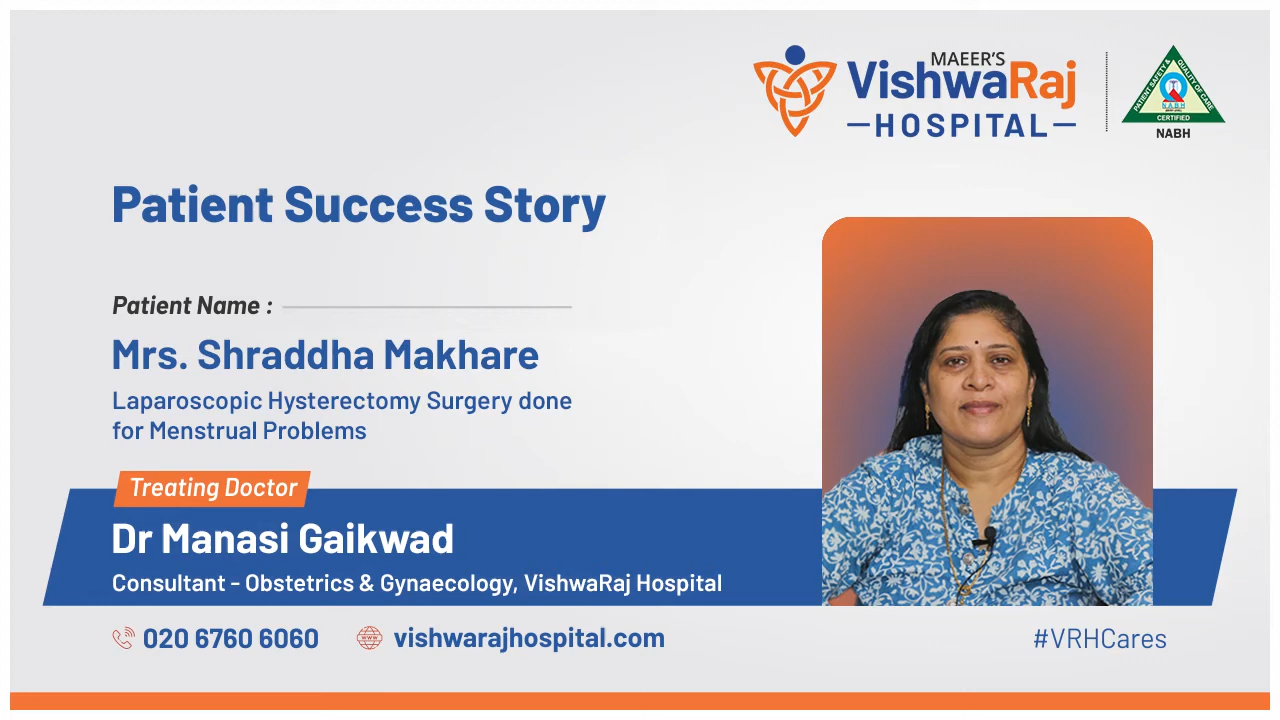 MAEER'S
VishwaRaj
HOSPITAL
PATIENT SAFETY & QUALITY OF CARE
NABH
CERTIFIED
NABH
Patient Success Story
Patient Name :
Mrs. Shraddha Makhare
Laparoscopic Hysterectomy Surgery done
for Menstrual Problems
Treating Doctor
Dr Manasi Gaikwad
Consultant - Obstetrics & Gynaecology, VishwaRaj Hospital
020 6760 6060
www
vishwarajhospital.com
#VRHCares